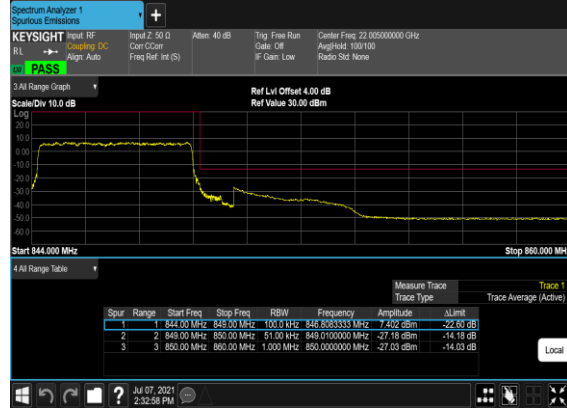 Spectrum Analyzer 1
Spurious Emissions
+
KEYSIGHT Input: RF Input Z: 50 Ω Atten: 40 dB Trig: Free Run Center Freq: 22.005000000 GHz
RL Coupling: DC Corr CCorr Gate: Off Avg|Hold: 100/100
Align: Auto Freq Ref: Int (S) IF Gain: Low Radio Std: None
PASS
3 All Range Graph
Ref Lvl Offset 4.00 dB
Scale/Div 10.0 dB Ref Value 30.00 dBm
Log
20.0
10.0
0.00
-10.0
-20.0
-30.0
-40.0
-50.0
-60.0
Start 844.000 MHz Stop 860.000 MH
4 All Range Table
Measure Trace Trace 1
Trace Type Trace Average (Active)
Spur Range Start Freq Stop Freq RBW Frequency Amplitude ΔLimit
1 1 844.00 MHz 849.00 MHz 100.0 kHz 846.8083333 MHz 7.402 dBm -22.60 dB
2 2 849.00 MHz 850.00 MHz 51.00 kHz 849.0100000 MHz -27.18 dBm -14.18 dB
3 3 850.00 MHz 860.00 MHz 1.000 MHz 850.0000000 MHz -27.03 dBm -14.03 dB
Local
? Jul 07, 2021
2:32:58 PM